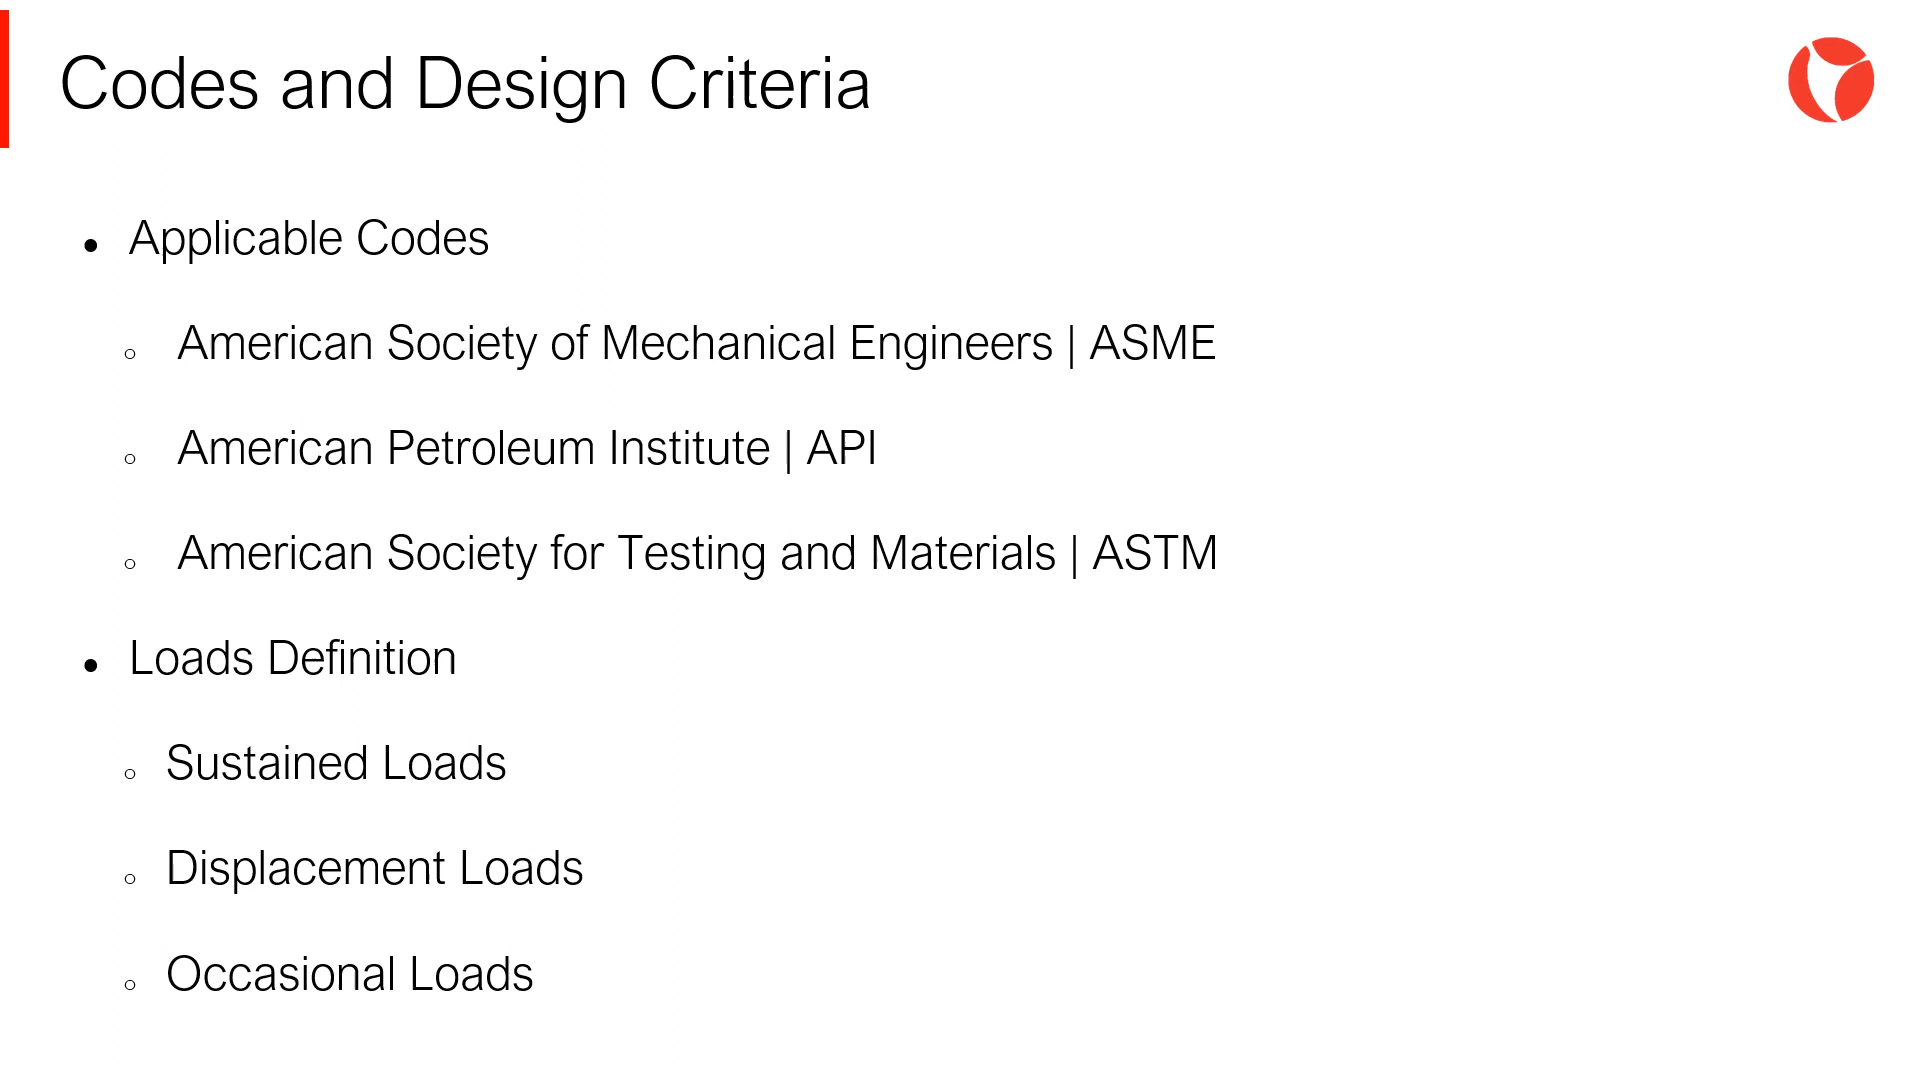 Codes and Design Criteria
• Applicable Codes
○ American Society of Mechanical Engineers | ASME
○ American Petroleum Institute | API
○ American Society for Testing and Materials | ASTM
• Loads Definition
○ Sustained Loads
○ Displacement Loads
○ Occasional Loads